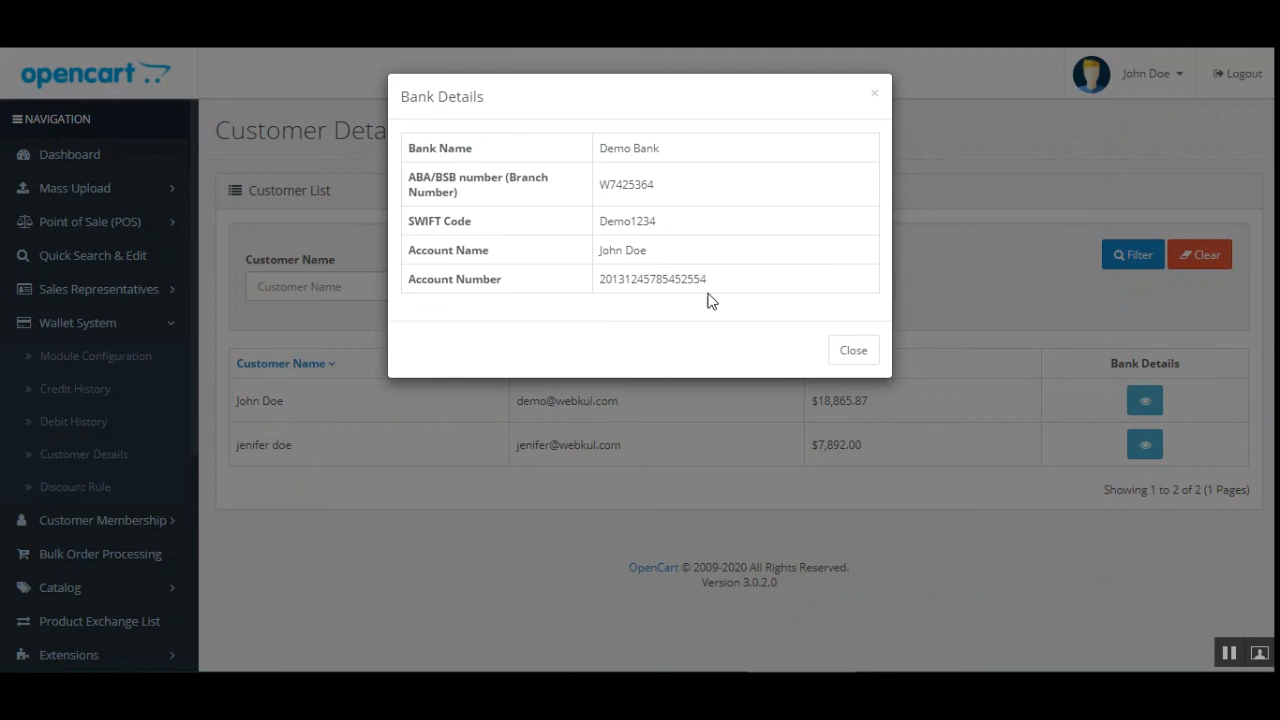 opencart
John Doe
Logout
NAVIGATION
Dashboard
Mass Upload
Point of Sale (POS)
Quick Search & Edit
Sales Representatives
Wallet System
» Module Configuration
» Credit History
» Debit History
» Customer Details
» Discount Rule
Customer Membership
Bulk Order Processing
Catalog
Product Exchange List
Extensions
Customer Deta
Customer List
Customer Name
Customer Name
Filter
Clear
Bank Details
×
Bank Name Demo Bank
ABA/BSB number (Branch
Number) W7425364
SWIFT Code Demo1234
Account Name John Doe
Account Number 20131245785452554
Close
Customer Name Bank Details
John Doe demo@webkul.com $18,865.87
jenifer doe jenifer@webkul.com $7,892.00
Showing 1 to 2 of 2 (1 Pages)
OpenCart © 2009-2020 All Rights Reserved.
Version 3.0.2.0